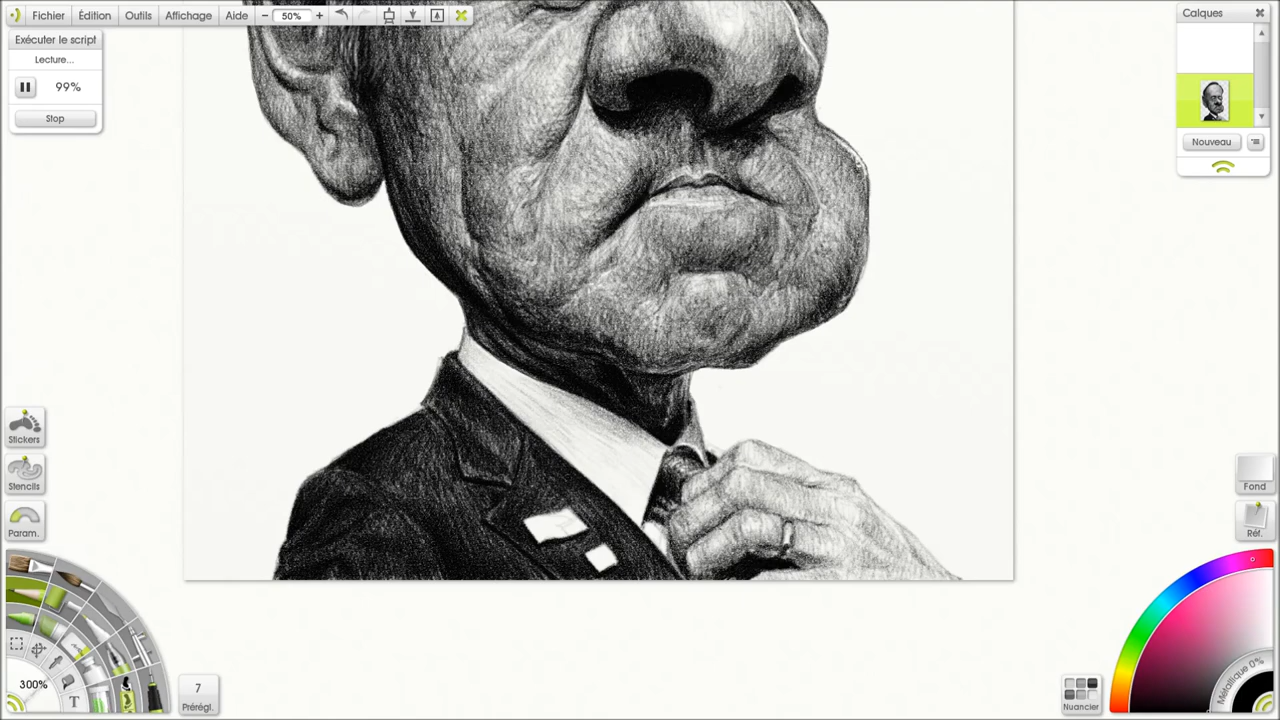 Fichier Édition Outils Affichage Aide − 50% +
Calques
Exécuter le script
Lecture...
99%
Stop
Nouveau
Stickers
Stencils
Param.
Fond
Réf.
300%
T
7
Prérégl.
Nuancier
Métallique 0%